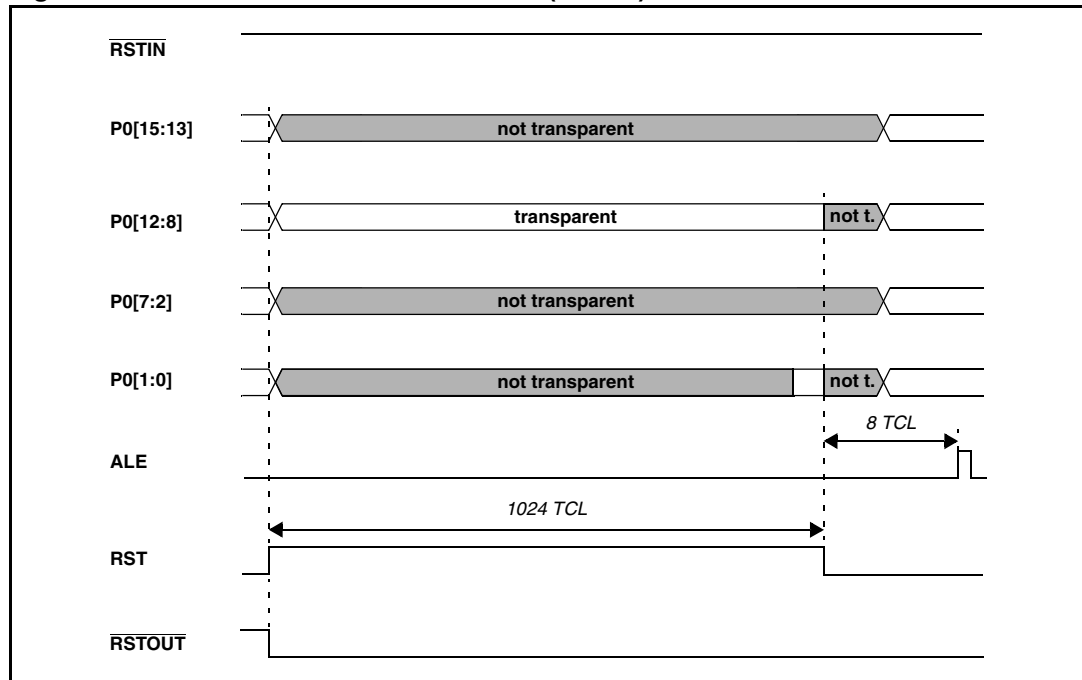 RSTIN
P0[15:13]
not transparent
P0[12:8]
transparent
not t.
P0[7:2]
not transparent
P0[1:0]
not transparent
not t.
8 TCL
ALE
1024 TCL
RST
RSTOUT